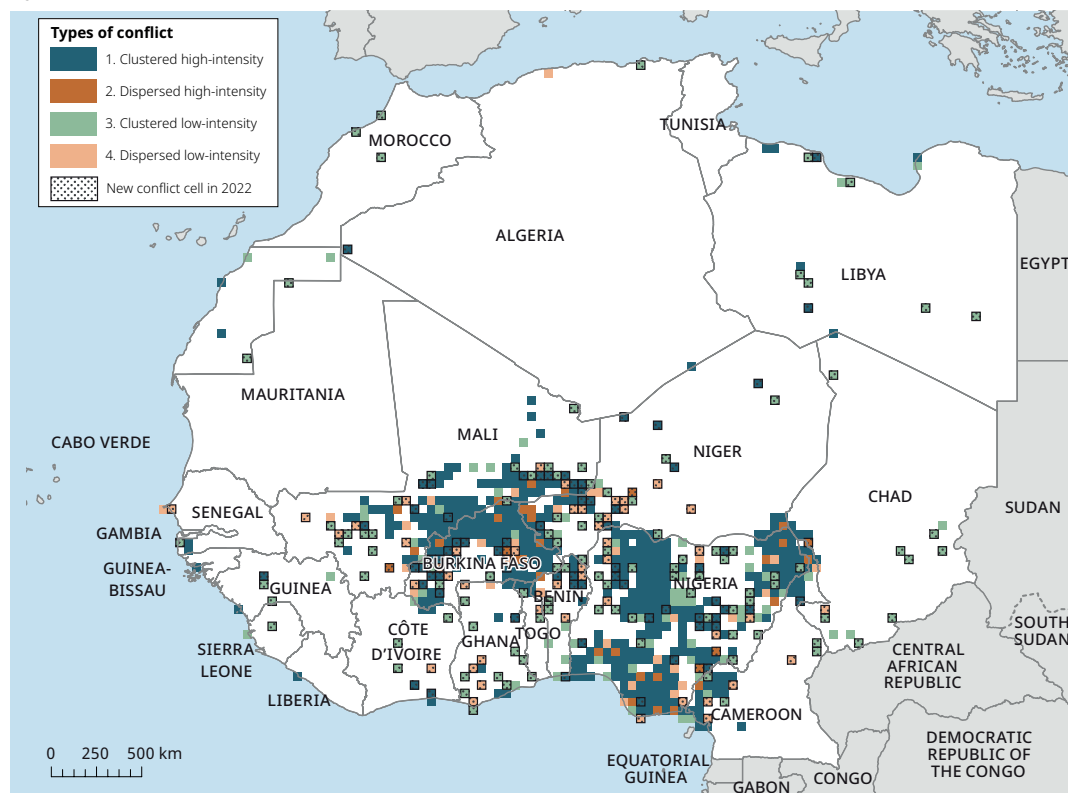 Types of conflict
1. Clustered high-intensity
2. Dispersed high-intensity
3. Clustered low-intensity
4. Dispersed low-intensity
New conflict cell in 2022
TUNISIA
MOROCCO
ALGERIA
LIBYA
EGYPT
MAURITANIA
CABO VERDE
MALI
NIGER
CHAD
SUDAN
SENEGAL
GAMBIA
GUINEA-
BISSAU
GUINEA
BURKINA FASO
BENIN
NIGERIA
CÔTE
D'IVOIRE
GHANA
TOGO
SIERRA
LEONE
LIBERIA
SOUTH
SUDAN
CENTRAL
AFRICAN
REPUBLIC
CAMEROON
EQUATORIAL
GUINEA
GABON
CONGO
DEMOCRATIC
REPUBLIC OF
THE CONGO
0 250 500 km